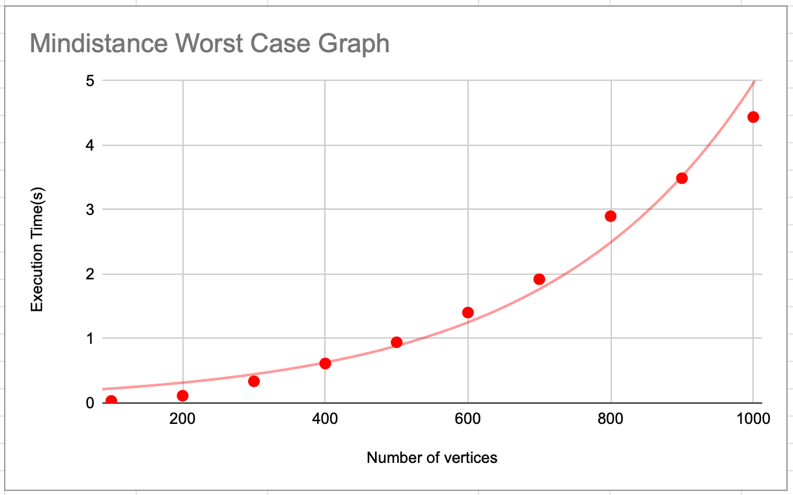 Mindistance Worst Case Graph
5
4
3
2
1
0
Execution Time(s)
200 400 600 800 1000
Number of vertices